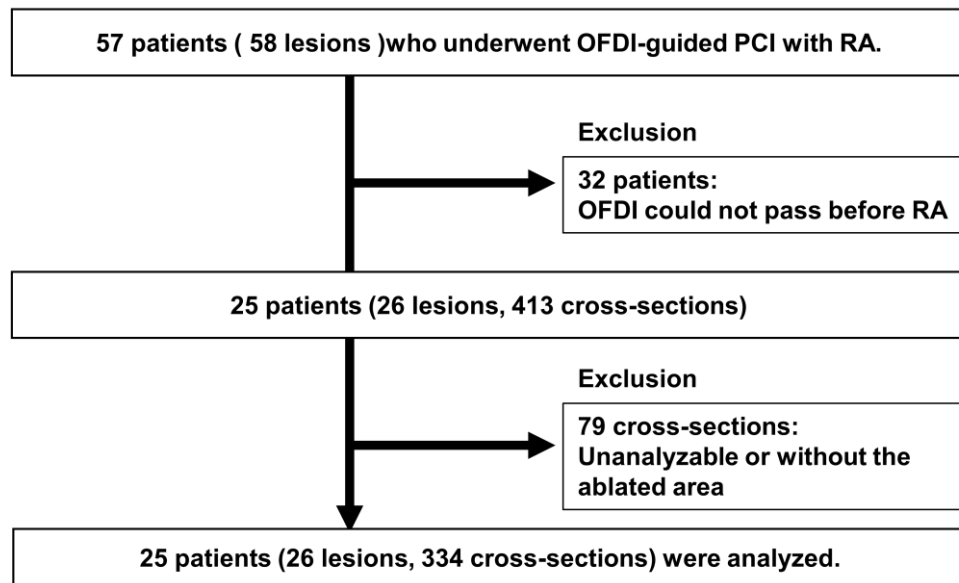 57 patients ( 58 lesions )who underwent OFDI-guided PCI with RA.
Exclusion
32 patients:
OFDI could not pass before RA
25 patients (26 lesions, 413 cross-sections)
Exclusion
79 cross-sections:
Unanalyzable or without the
ablated area
25 patients (26 lesions, 334 cross-sections) were analyzed.